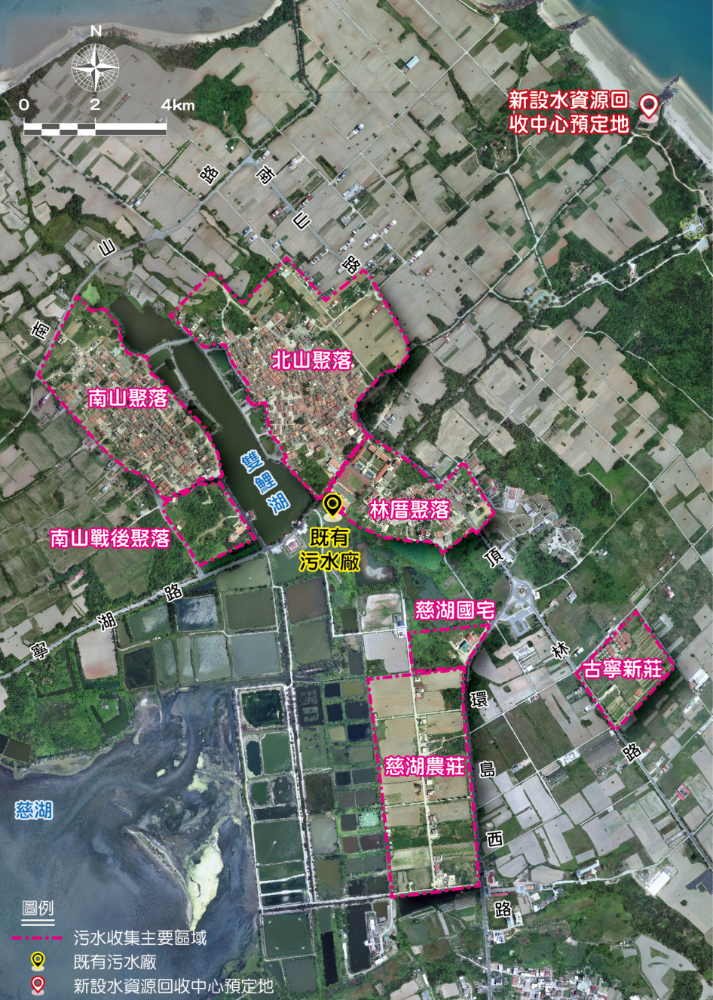 N
0 2 4km
新設水資源回
收中心預定地
南山路
南山路
北山聚落
南山聚落
雙鯉湖
林厝聚落
既有
污水廠
南山戰後聚落
寧湖路
慈湖國宅
頂林路
古寧新莊
環島西路
慈湖農莊
慈湖
圖例
污水收集主要區域
既有污水廠
新設水資源回收中心預定地